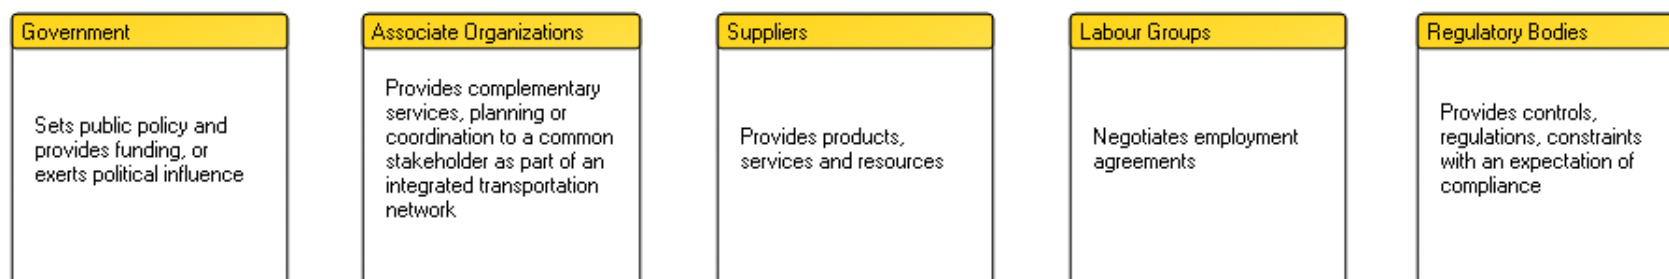 Government
Sets public policy and
provides funding, or
exerts political influence
Associate Organizations
Provides complementary
services, planning or
coordination to a common
stakeholder as part of an
integrated transportation
network
Suppliers
Provides products,
services and resources
Labour Groups
Negotiates employment
agreements
Regulatory Bodies
Provides controls,
regulations, constraints
with an expectation of
compliance